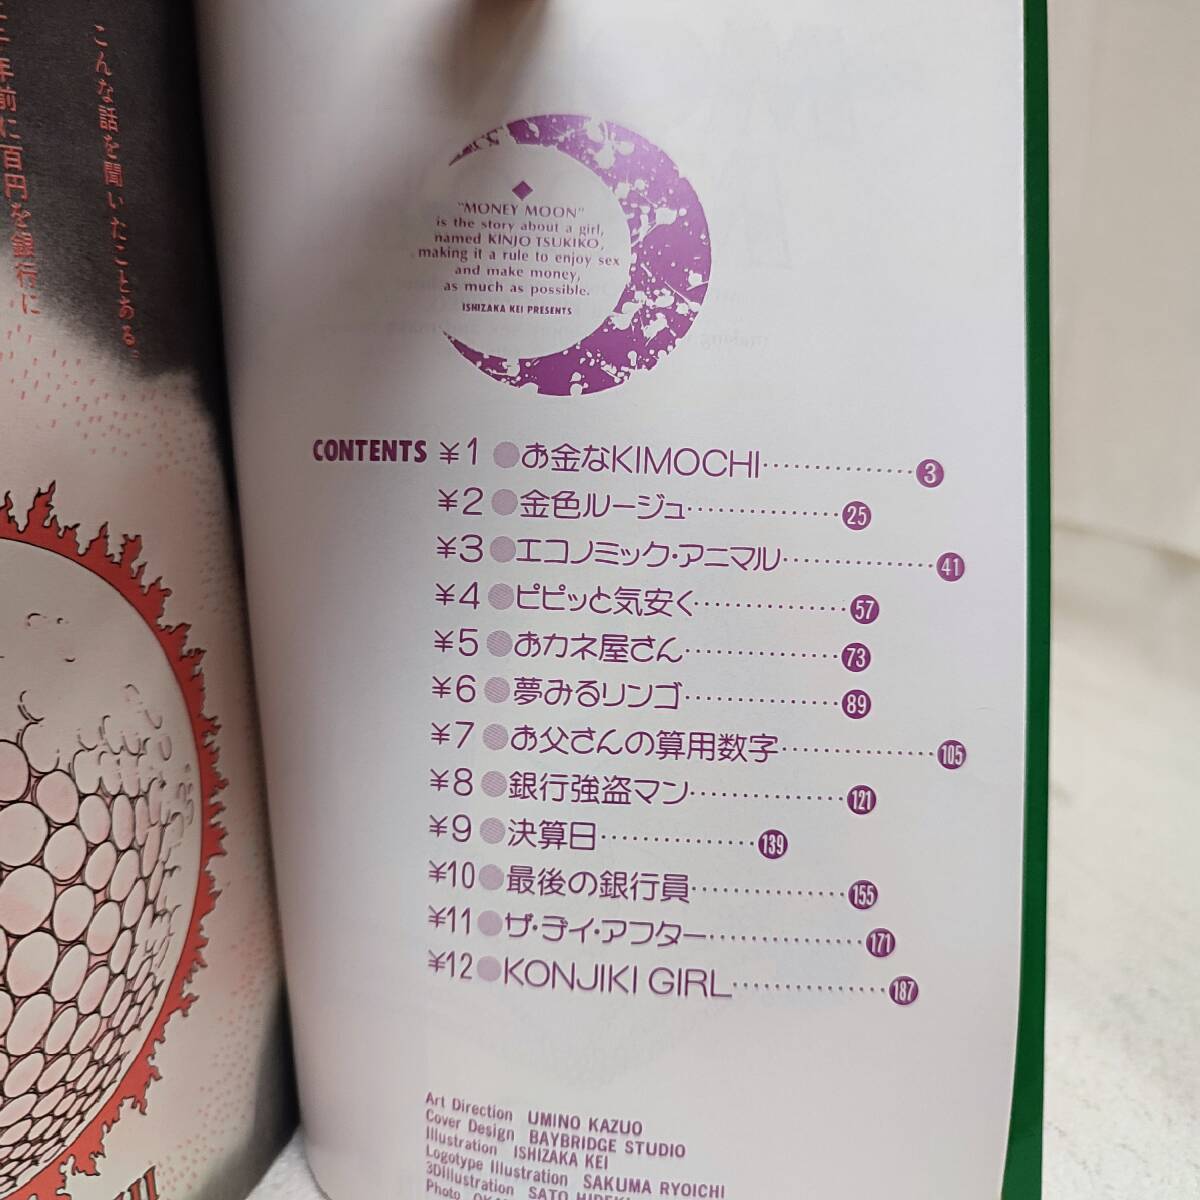 こんな話を聞いたことある。
年前に百円を銀行に
"MONEY MOON"
is the story about a girl,
named KINJO TSUKIKO,
making it a rule to enjoy sex
and make money,
as much as possible.
ISHIZAKA KEI PRESENTS
CONTENTS ¥1 お金なKIMOCHI 3
¥2 金色ルージュ 25
¥3 エコノミック・アニマル 41
¥4 ピピッと気安く 57
¥5 おカネ屋さん 73
¥6 夢みるリンゴ 89
¥7 お父さんの算用数字 105
¥8 銀行強盗マン 121
¥9 決算日 139
¥10 最後の銀行員 155
¥11 ザ・デイ・アフター 171
¥12 KONJIKI GIRL 187
Art Direction UMINO KAZUO
Cover Design BAYBRIDGE STUDIO
Illustration ISHIZAKA KEI
Logotype Illustration SAKUMA RYOICHI
3DIllustration SATO
Photo